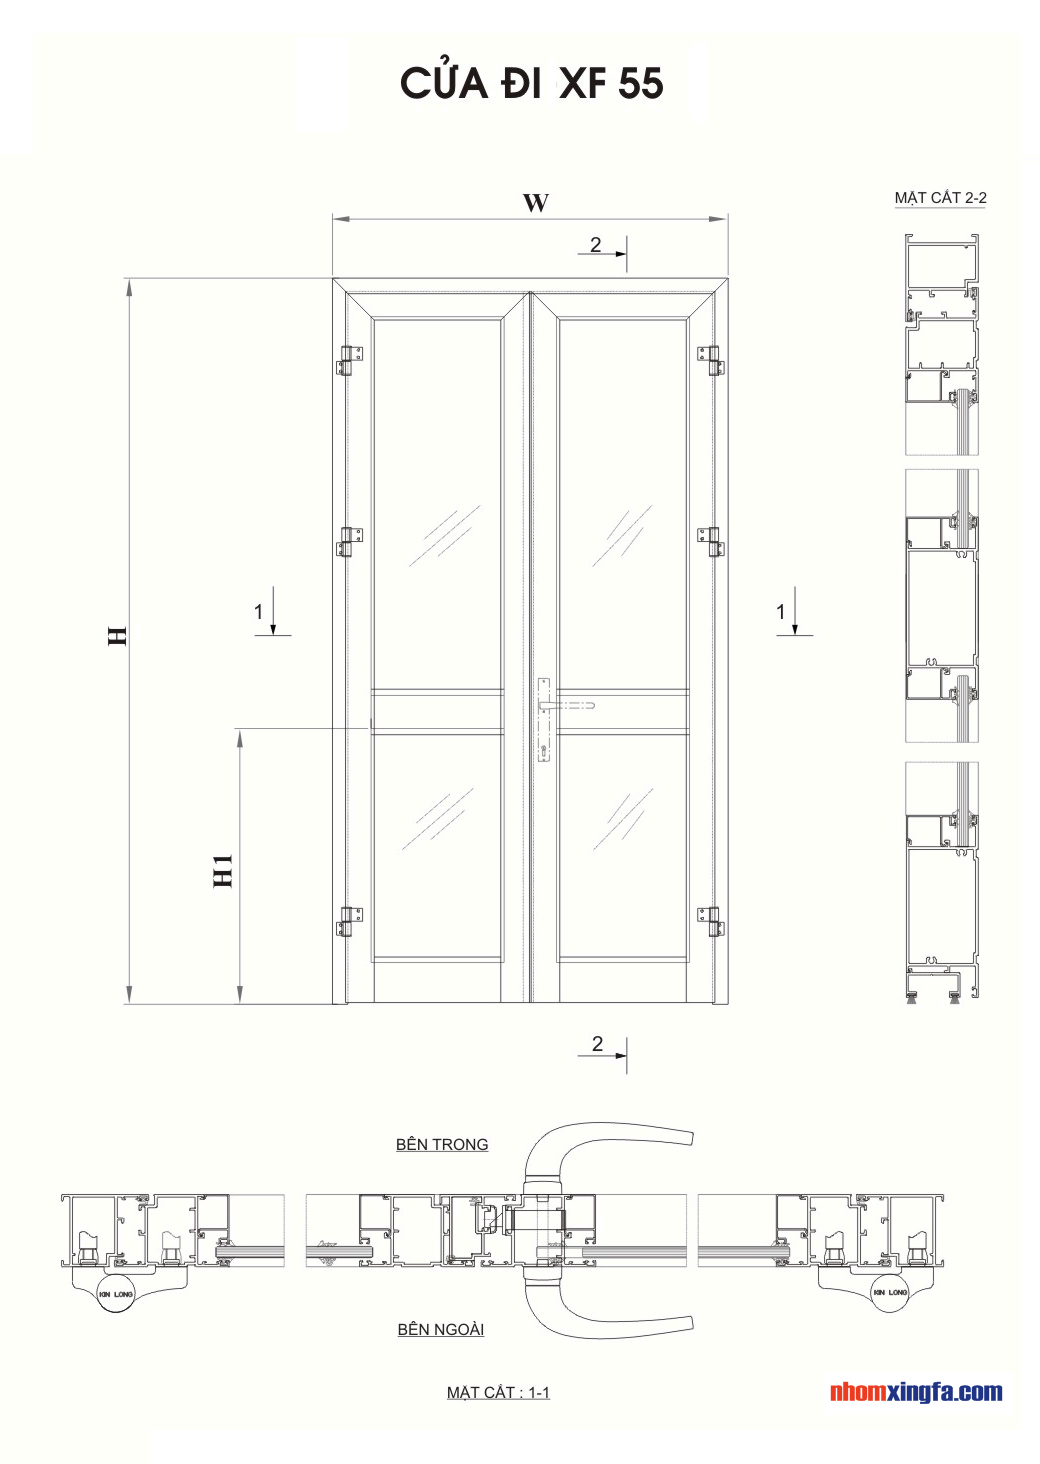 CỬA ĐI XF 55
W
MẶT CẮT 2-2
2
1
1
H
H1
2
BÊN TRONG
KIN LONG
KIN LONG
BÊN NGOÀI
MẶT CẮT : 1-1
nhomxingfa.com